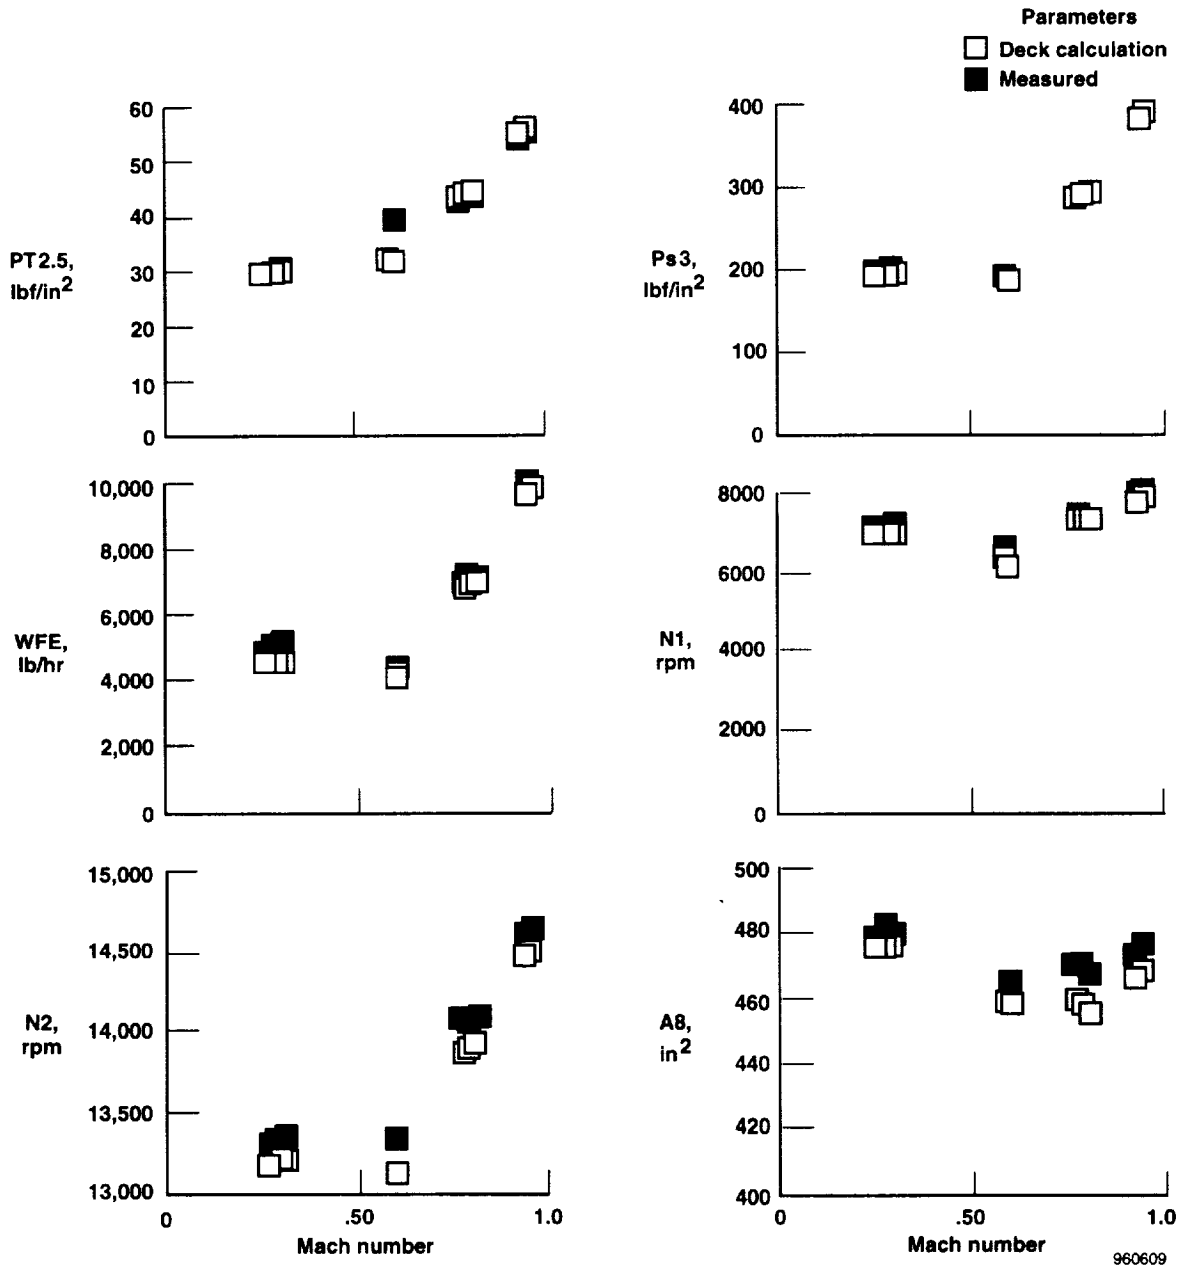 Parameters
Deck calculation
Measured
60
50
40
30
20
10
0
PT2.5,
lbf/in2
400
300
200
100
0
Ps3,
lbf/in2
10,000
8,000
6,000
4,000
2,000
0
WFE,
lb/hr
8000
6000
4000
2000
0
N1,
rpm
15,000
14,500
14,000
13,500
13,000
N2,
rpm
0
.50
1.0
Mach number
500
480
460
440
420
400
A8,
in2
0
.50
1.0
Mach number
960609